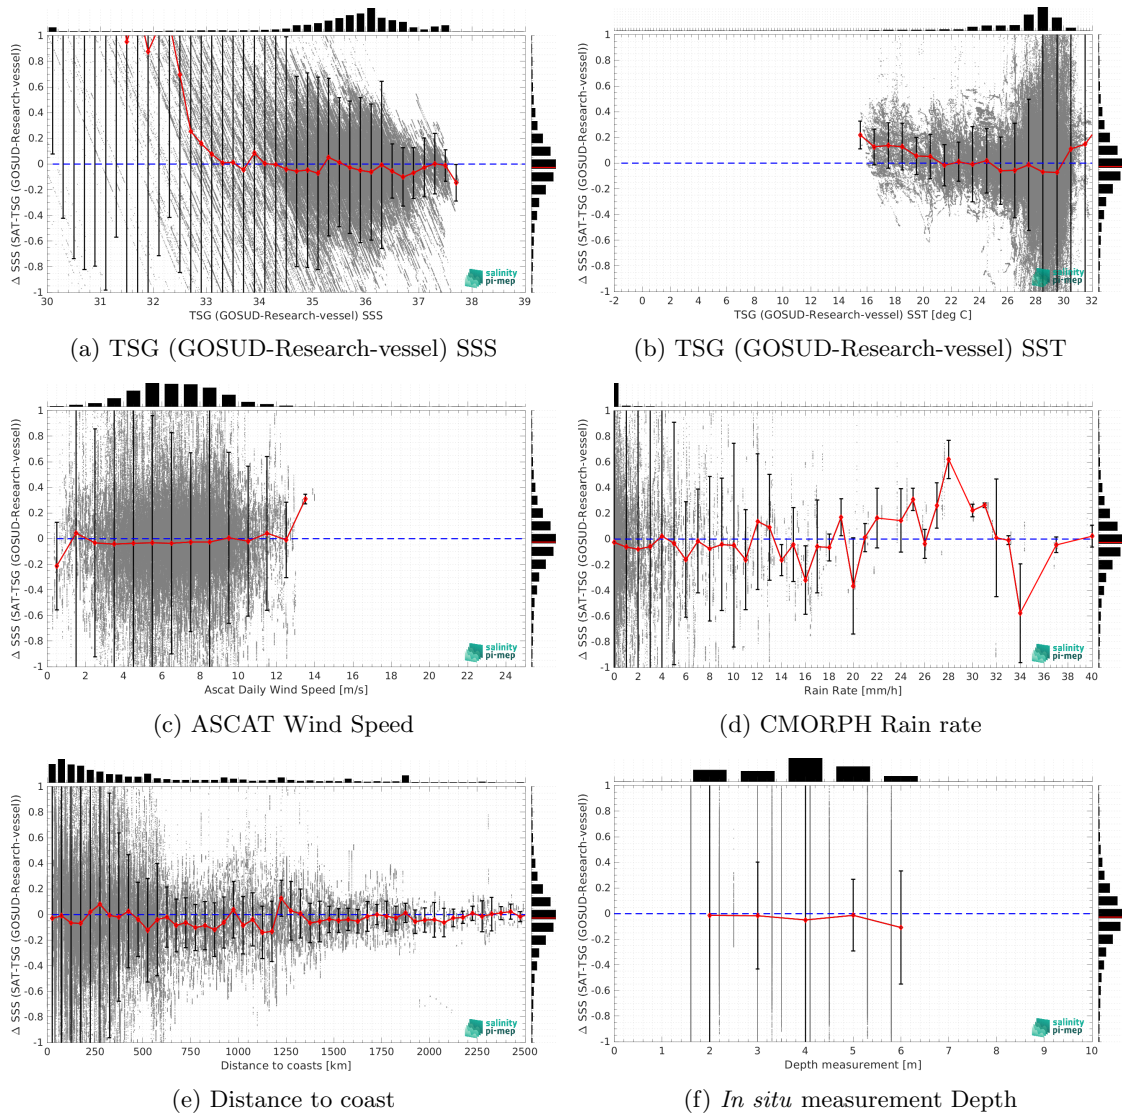 Δ SSS (SAT-TSG (GOSUD-Research-vessel))
1
0.8
0.6
0.4
0.2
0
-0.2
-0.4
-0.6
-0.8
-1
salinity
pi-mep
30 31 32 33 34 35 36 37 38 39
TSG (GOSUD-Research-vessel) SSS
(a) TSG (GOSUD-Research-vessel) SSS
Δ SSS (SAT-TSG (GOSUD-Research-vessel))
1
0.8
0.6
0.4
0.2
0
-0.2
-0.4
-0.6
-0.8
-1
salinity
pi-mep
-2 0 2 4 6 8 10 12 14 16 18 20 22 24 26 28 30 32
TSG (GOSUD-Research-vessel) SST [deg C]
(b) TSG (GOSUD-Research-vessel) SST
Δ SSS (SAT-TSG (GOSUD-Research-vessel))
1
0.8
0.6
0.4
0.2
0
-0.2
-0.4
-0.6
-0.8
-1
salinity
pi-mep
0 2 4 6 8 10 12 14 16 18 20 22 24
Ascat Daily Wind Speed [m/s]
(c) ASCAT Wind Speed
Δ SSS (SAT-TSG (GOSUD-Research-vessel))
1
0.8
0.6
0.4
0.2
0
-0.2
-0.4
-0.6
-0.8
-1
salinity
pi-mep
0 2 4 6 8 10 12 14 16 18 20 22 24 26 28 30 32 34 36 38 40
Rain Rate [mm/h]
(d) CMORPH Rain rate
Δ SSS (SAT-TSG (GOSUD-Research-vessel))
1
0.8
0.6
0.4
0.2
0
-0.2
-0.4
-0.6
-0.8
-1
salinity
pi-mep
0 250 500 750 1000 1250 1500 1750 2000 2250 2500
Distance to coasts [km]
(e) Distance to coast
Δ SSS (SAT-TSG (GOSUD-Research-vessel))
1
0.8
0.6
0.4
0.2
0
-0.2
-0.4
-0.6
-0.8
-1
salinity
pi-mep
0 1 2 3 4 5 6 7 8 9 10
Depth measurement [m]
(f) In situ measurement Depth